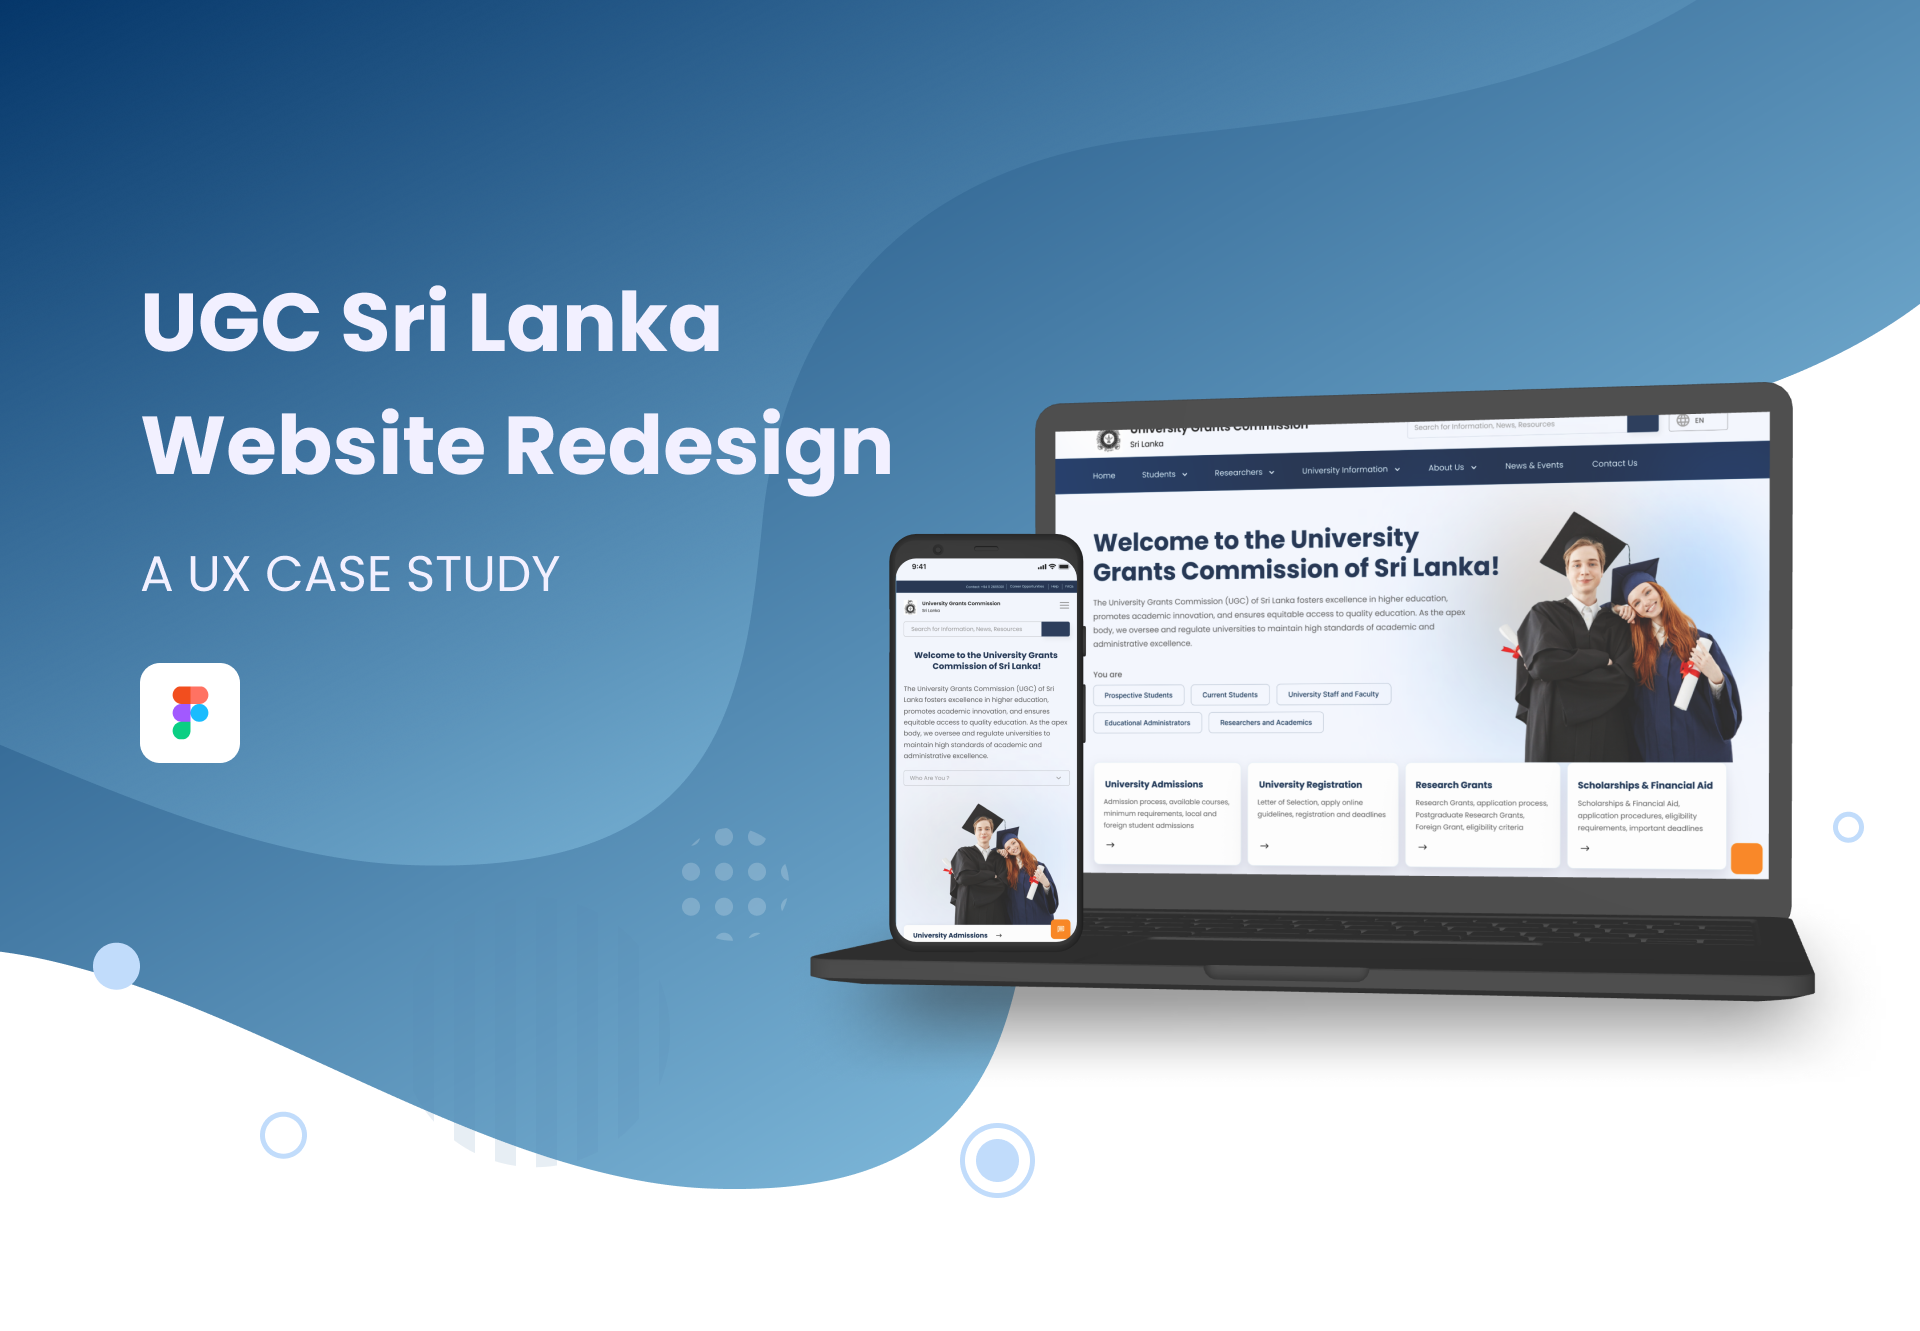 UGC Sri Lanka
Website Redesign
A UX CASE STUDY
9:41
Help
FAQs
University Grants Commission
Sri Lanka
Search for Information, News, Resources
Welcome to the University Grants
Commission of Sri Lanka!
The University Grants Commission (UGC) of Sri
Lanka fosters excellence in higher education,
promotes academic innovation, and ensures
equitable access to quality education. As the apex
body, we oversee and regulate universities to
maintain high standards of academic and
administrative excellence.
Who Are You ?
University Admissions →
University Grants Commission
Sri Lanka
Search for Information, News, Resources
EN
Home Students Researchers University Information About Us News & Events Contact Us
Welcome to the University
Grants Commission of Sri Lanka!
The University Grants Commission (UGC) of Sri Lanka fosters excellence in higher education,
promotes academic innovation, and ensures equitable access to quality education. As the apex
body, we oversee and regulate universities to maintain high standards of academic and
administrative excellence.
You are
Prospective Students Current Students University Staff and Faculty
Educational Administrators Researchers and Academics
University Admissions
Admission process, available courses,
minimum requirements, local and
foreign student admissions
→
University Registration
Letter of Selection, apply online
guidelines, registration and deadlines
→
Research Grants
Research Grants, application process,
Postgraduate Research Grants,
Foreign Grant, eligibility criteria
→
Scholarships & Financial Aid
Scholarships & Financial Aid,
application procedures, eligibility
requirements, important deadlines
→